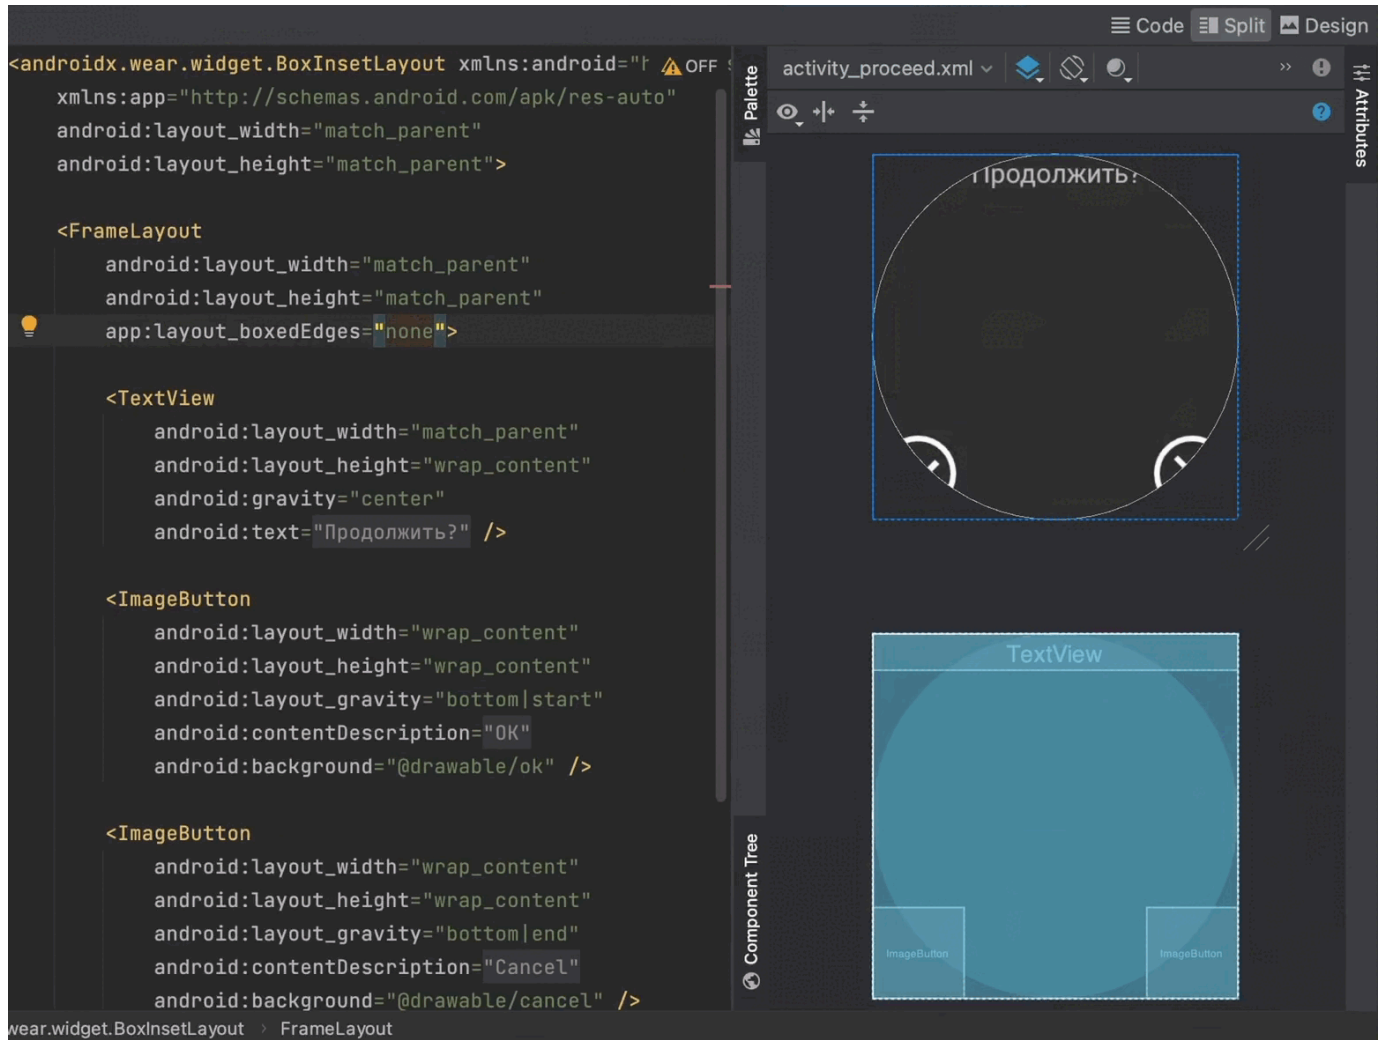 Code Split Design
<androidx.wear.widget.BoxInsetLayout xmlns:android="h OFF
xmlns:app="http://schemas.android.com/apk/res-auto"
android:layout_width="match_parent"
android:layout_height="match_parent">
<FrameLayout
android:layout_width="match_parent"
android:layout_height="match_parent"
app:layout_boxedEdges="none">
<TextView
android:layout_width="match_parent"
android:layout_height="wrap_content"
android:gravity="center"
android:text="Продолжить?" />
<ImageButton
android:layout_width="wrap_content"
android:layout_height="wrap_content"
android:layout_gravity="bottom|start"
android:contentDescription="OK"
android:background="@drawable/ok" />
<ImageButton
android:layout_width="wrap_content"
android:layout_height="wrap_content"
android:layout_gravity="bottom|end"
android:contentDescription="Cancel"
android:background="@drawable/cancel" />
wear.widget.BoxInsetLayout › FrameLayout
Palette
Component Tree
activity_proceed.xml
Attributes
Продолжить?
TextView
ImageButton ImageButton